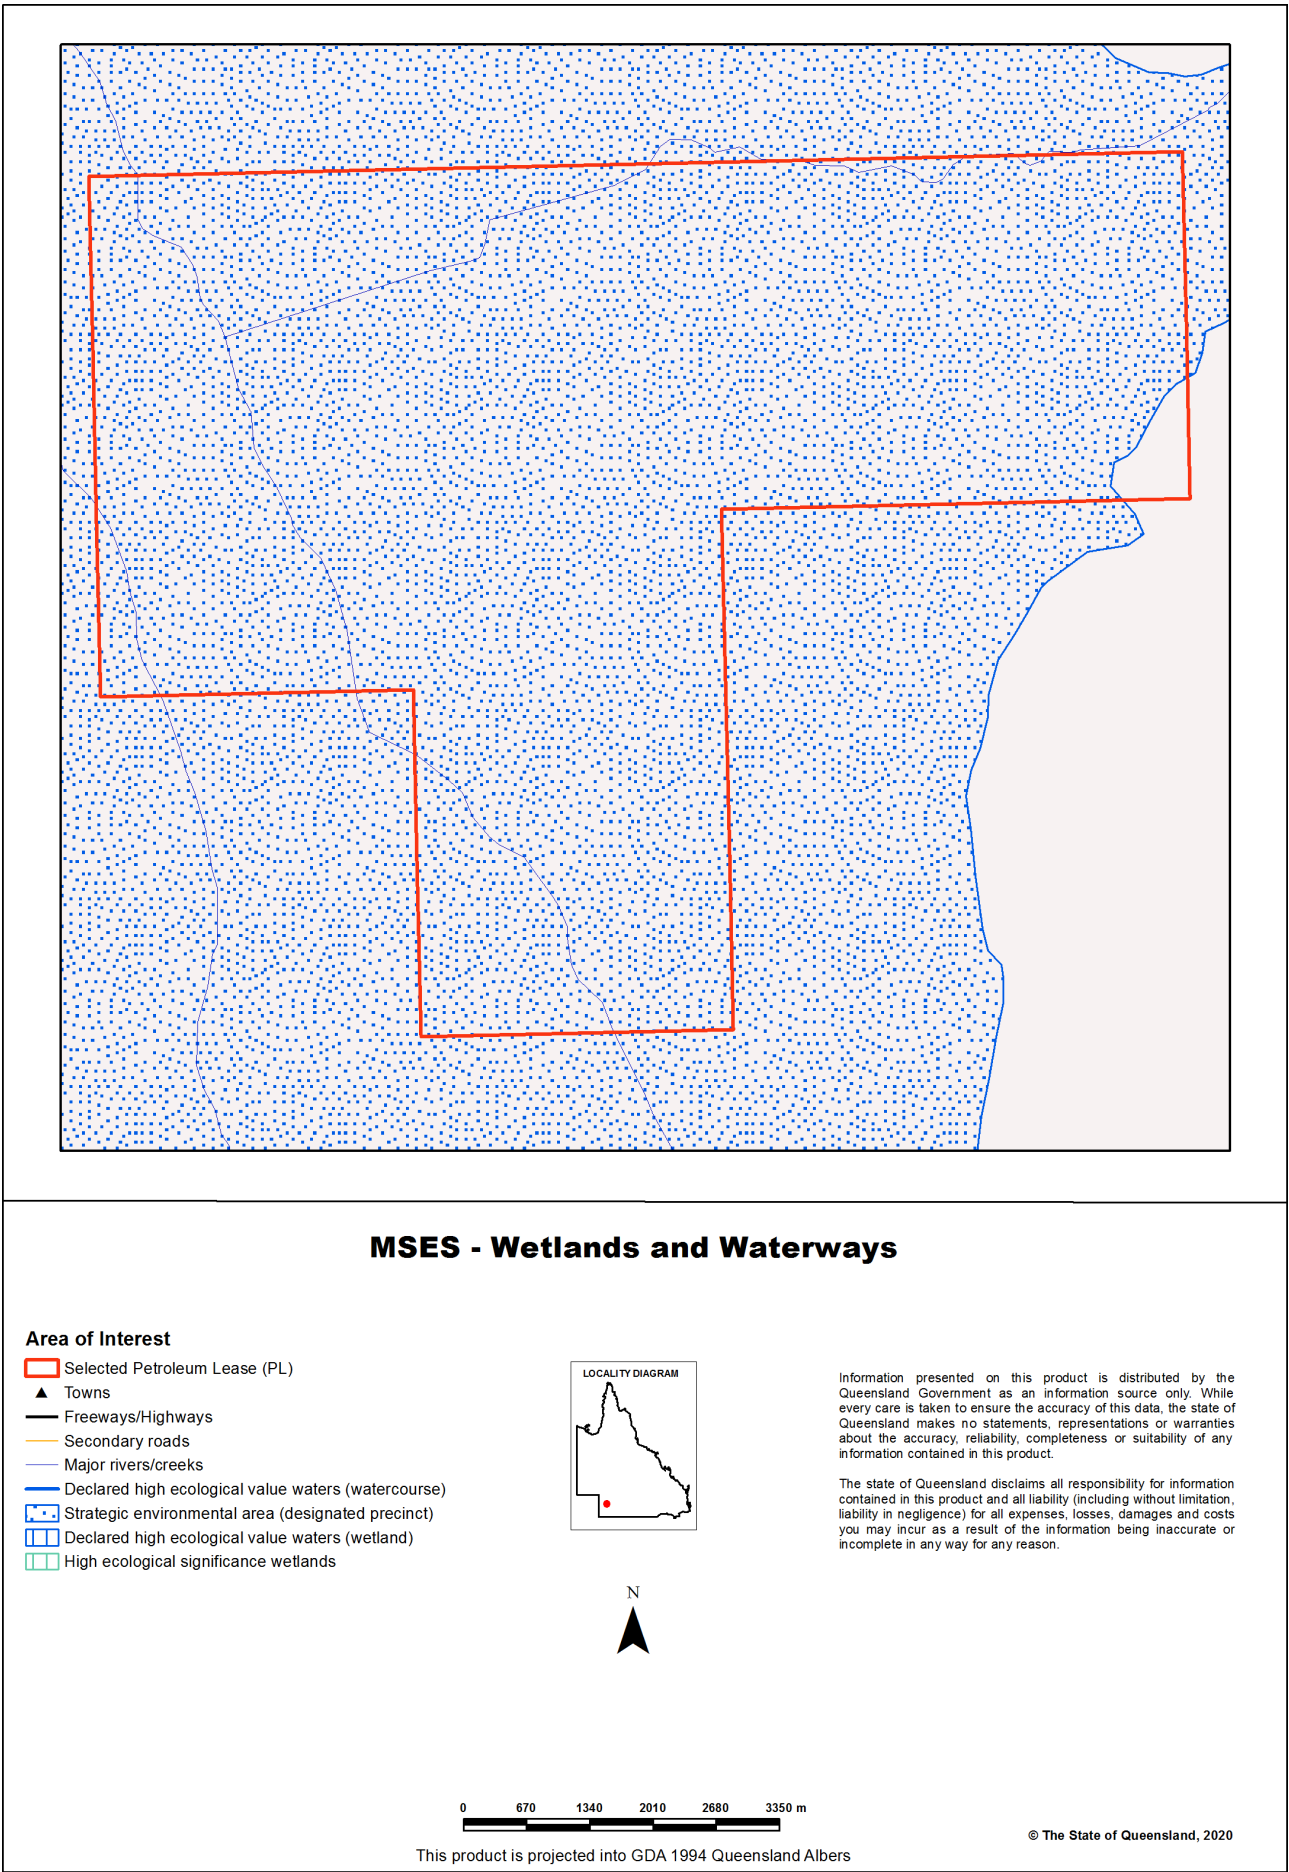 MSES - Wetlands and Waterways
Area of Interest
Selected Petroleum Lease (PL)
Towns
Freeways/Highways
Secondary roads
Major rivers/creeks
Declared high ecological value waters (watercourse)
Strategic environmental area (designated precinct)
Declared high ecological value waters (wetland)
High ecological significance wetlands
LOCALITY DIAGRAM
Information presented on this product is distributed by the
Queensland Government as an information source only. While
every care is taken to ensure the accuracy of this data, the state of
Queensland makes no statements, representations or warranties
about the accuracy, reliability, completeness or suitability of any
information contained in this product.
The state of Queensland disclaims all responsibility for information
contained in this product and all liability (including without limitation,
liability in negligence) for all expenses, losses, damages and costs
you may incur as a result of the information being inaccurate or
incomplete in any way for any reason.
N
0 670 1340 2010 2680 3350 m
© The State of Queensland, 2020
This product is projected into GDA 1994 Queensland Albers